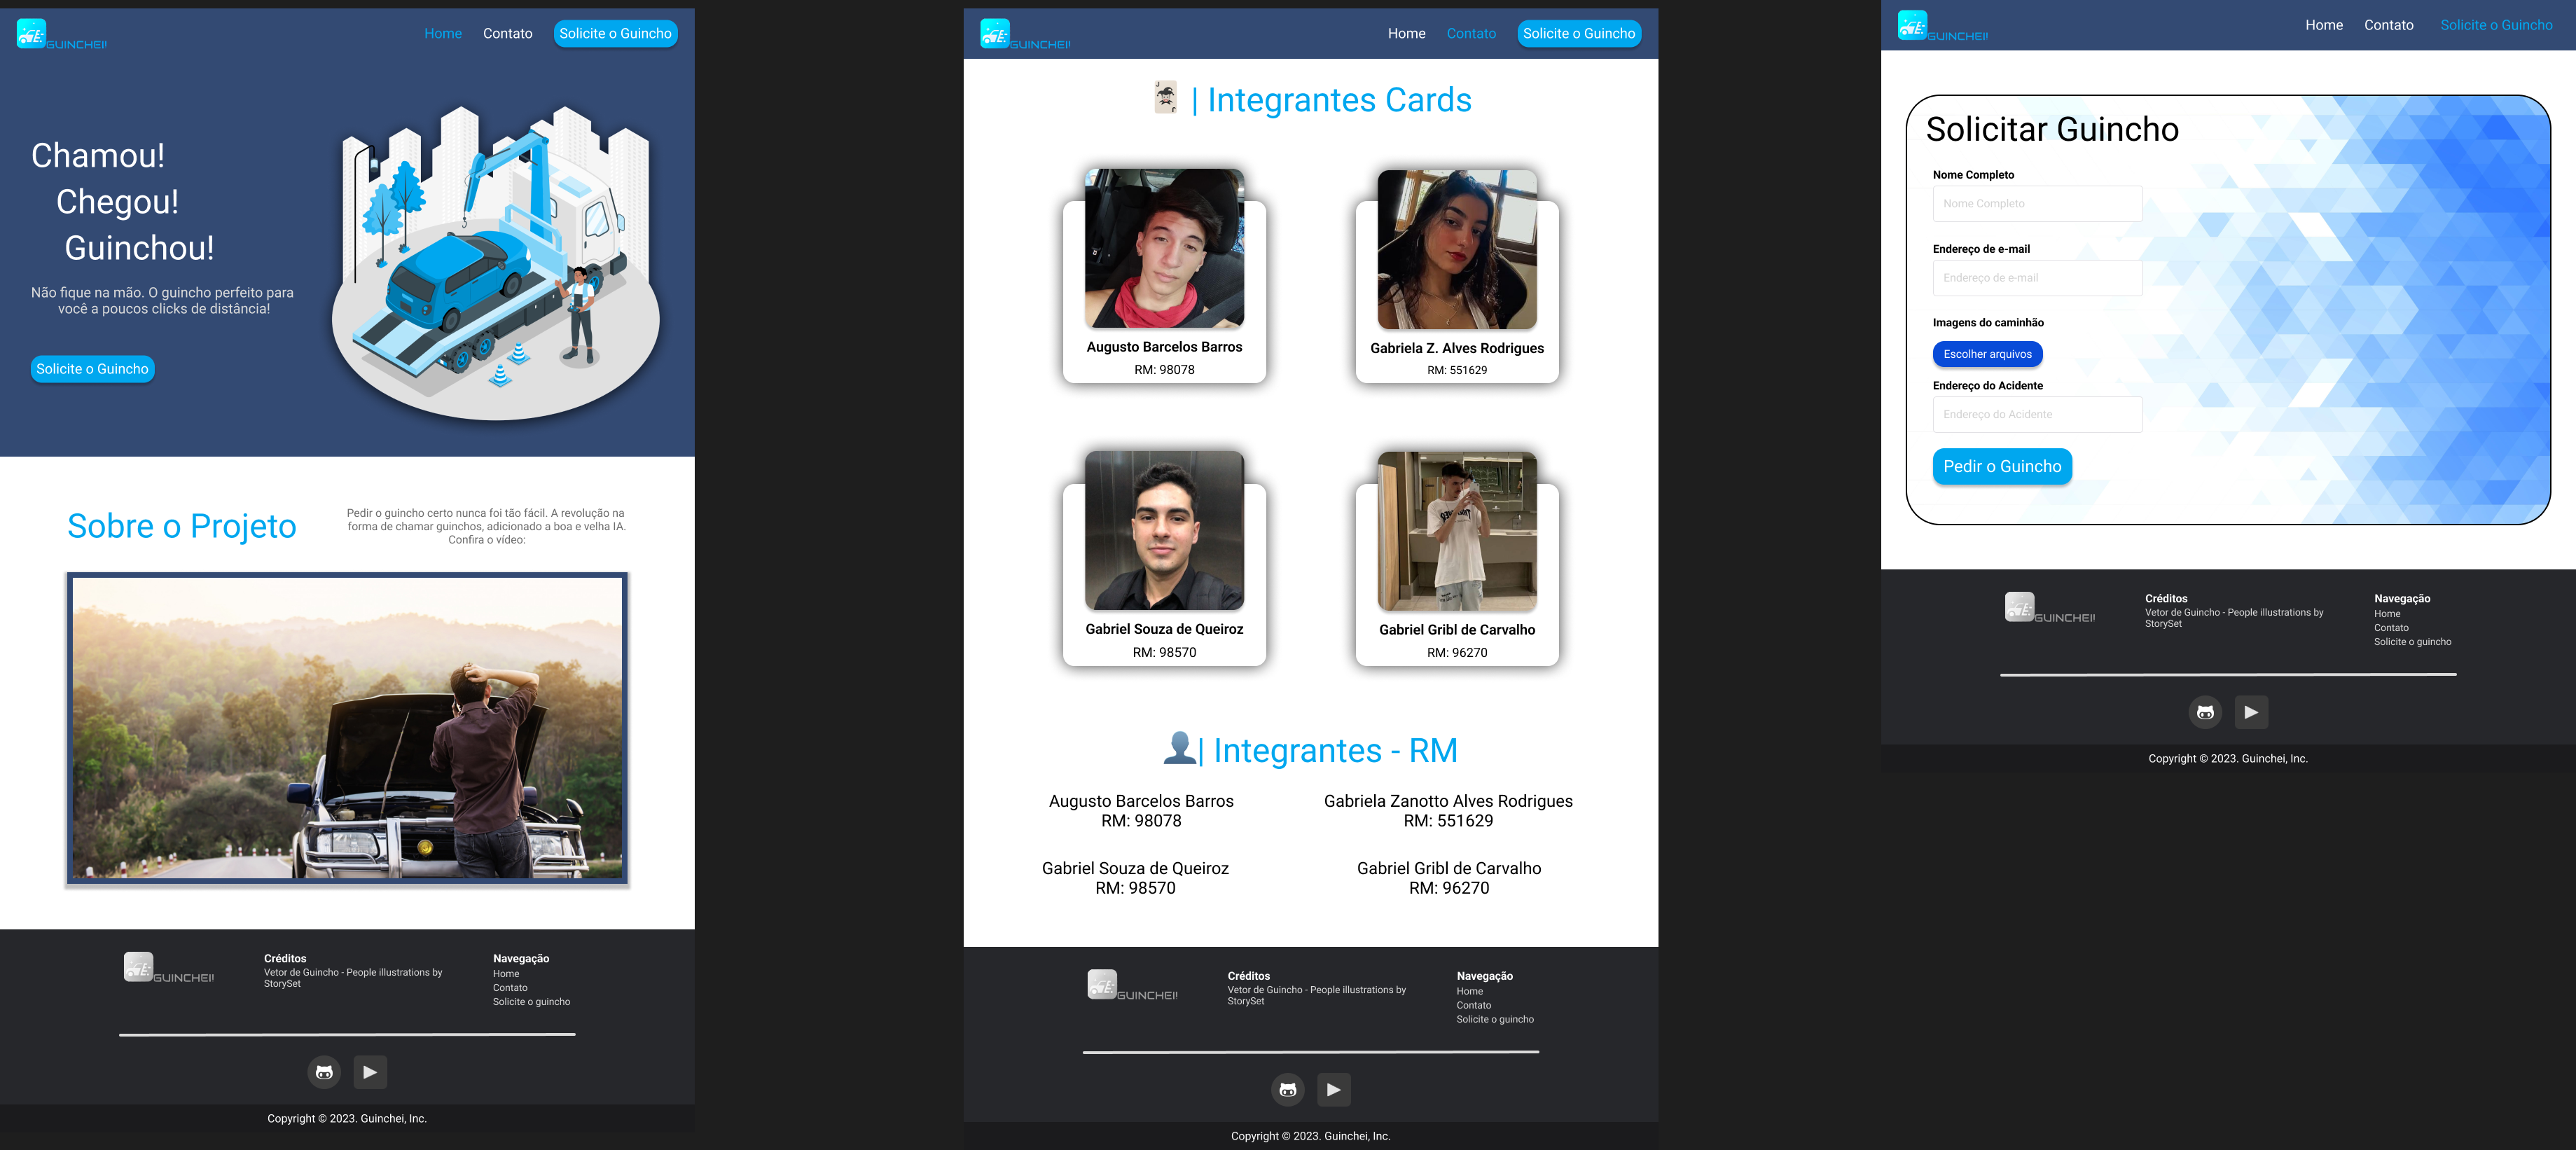 GUINCHEI!
Home Contato Solicite o Guincho
Chamou!
Chegou!
Guinchou!
Não fique na mão. O guincho perfeito para
você a poucos clicks de distância!
Solicite o Guincho
Sobre o Projeto
Pedir o guincho certo nunca foi tão fácil. A revolução na
forma de chamar guinchos, adicionado a boa e velha IA.
Confira o vídeo:
GUINCHEI!
Créditos
Vetor de Guincho - People illustrations by
StorySet
Navegação
Home
Contato
Solicite o guincho
Copyright © 2023. Guinchei, Inc.
GUINCHEI!
Home Contato Solicite o Guincho
| Integrantes Cards
Augusto Barcelos Barros
RM: 98078
Gabriela Z. Alves Rodrigues
RM: 551629
Gabriel Souza de Queiroz
RM: 98570
Gabriel Gribl de Carvalho
RM: 96270
| Integrantes - RM
Augusto Barcelos Barros
RM: 98078
Gabriela Zanotto Alves Rodrigues
RM: 551629
Gabriel Souza de Queiroz
RM: 98570
Gabriel Gribl de Carvalho
RM: 96270
GUINCHEI!
Créditos
Vetor de Guincho - People illustrations by
StorySet
Navegação
Home
Contato
Solicite o guincho
Copyright © 2023. Guinchei, Inc.
GUINCHEI!
Home Contato Solicite o Guincho
Solicitar Guincho
Nome Completo
Nome Completo
Endereço de e-mail
Endereço de e-mail
Imagens do caminhão
Escolher arquivos
Endereço do Acidente
Endereço do Acidente
Pedir o Guincho
GUINCHEI!
Créditos
Vetor de Guincho - People illustrations by
StorySet
Navegação
Home
Contato
Solicite o guincho
Copyright © 2023. Guinchei, Inc.